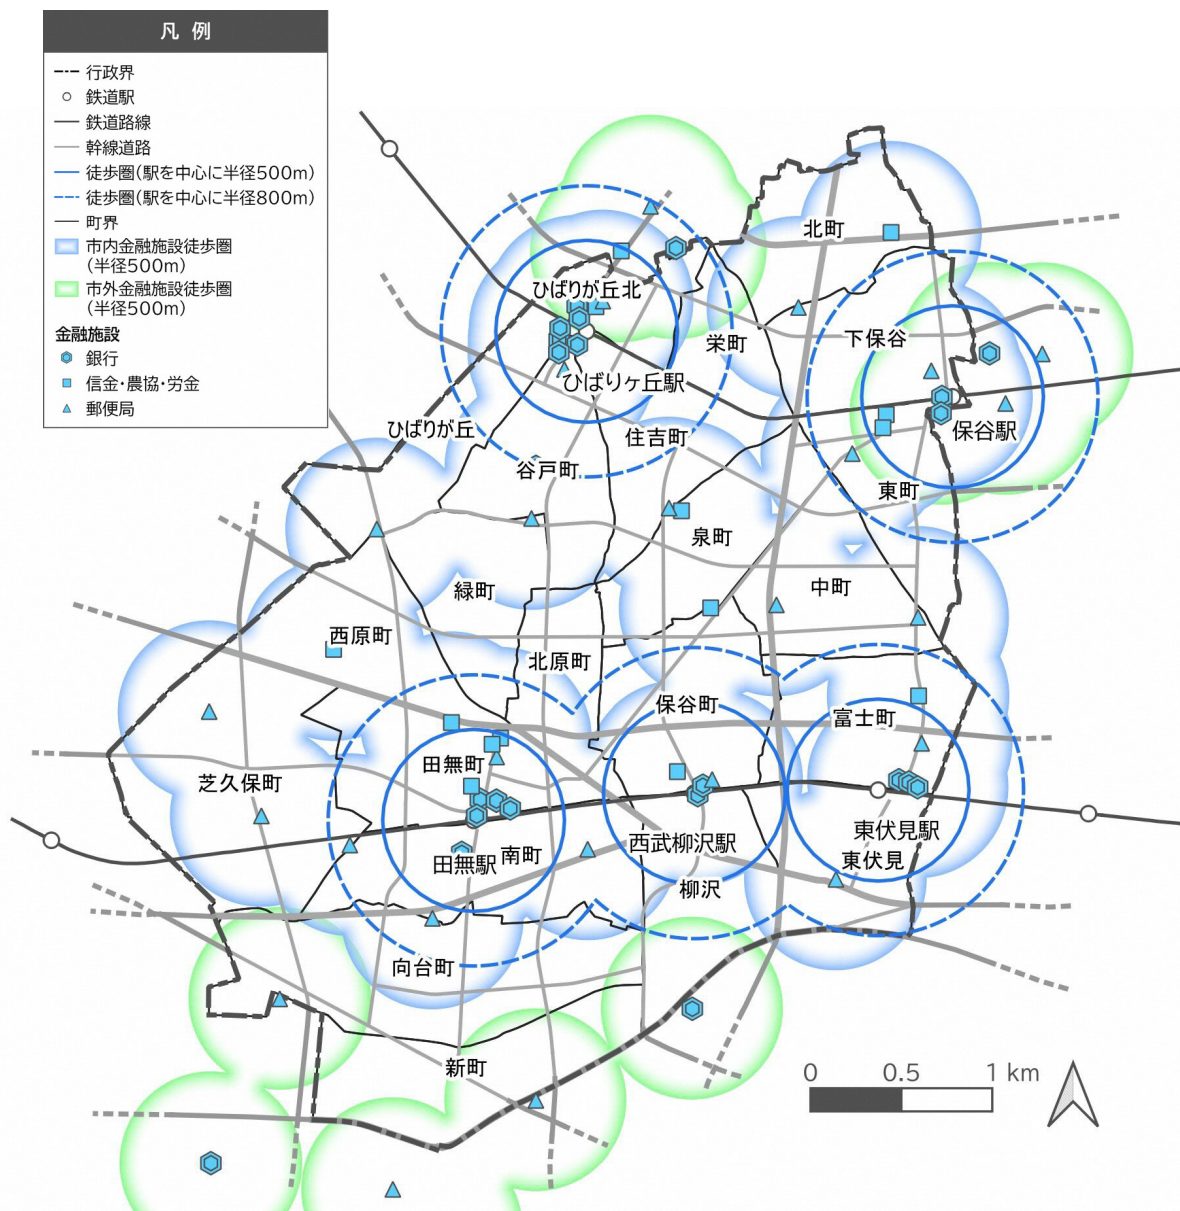 凡 例
行政界
鉄道駅
鉄道路線
幹線道路
徒歩圏(駅を中心に半径500m)
徒歩圏(駅を中心に半径800m)
町界
市内金融施設徒歩圏
(半径500m)
市外金融施設徒歩圏
(半径500m)
金融施設
銀行
信金・農協・労金
郵便局
北町
ひばりが丘北
栄町
下保谷
ひばりヶ丘駅
ひばりが丘
住吉町
保谷駅
谷戸町
東町
泉町
緑町
中町
西原町
北原町
保谷町
富士町
田無町
芝久保町
東伏見駅
西武柳沢駅
南町
東伏見
田無駅
柳沢
向台町
新町
0 0.5 1 km